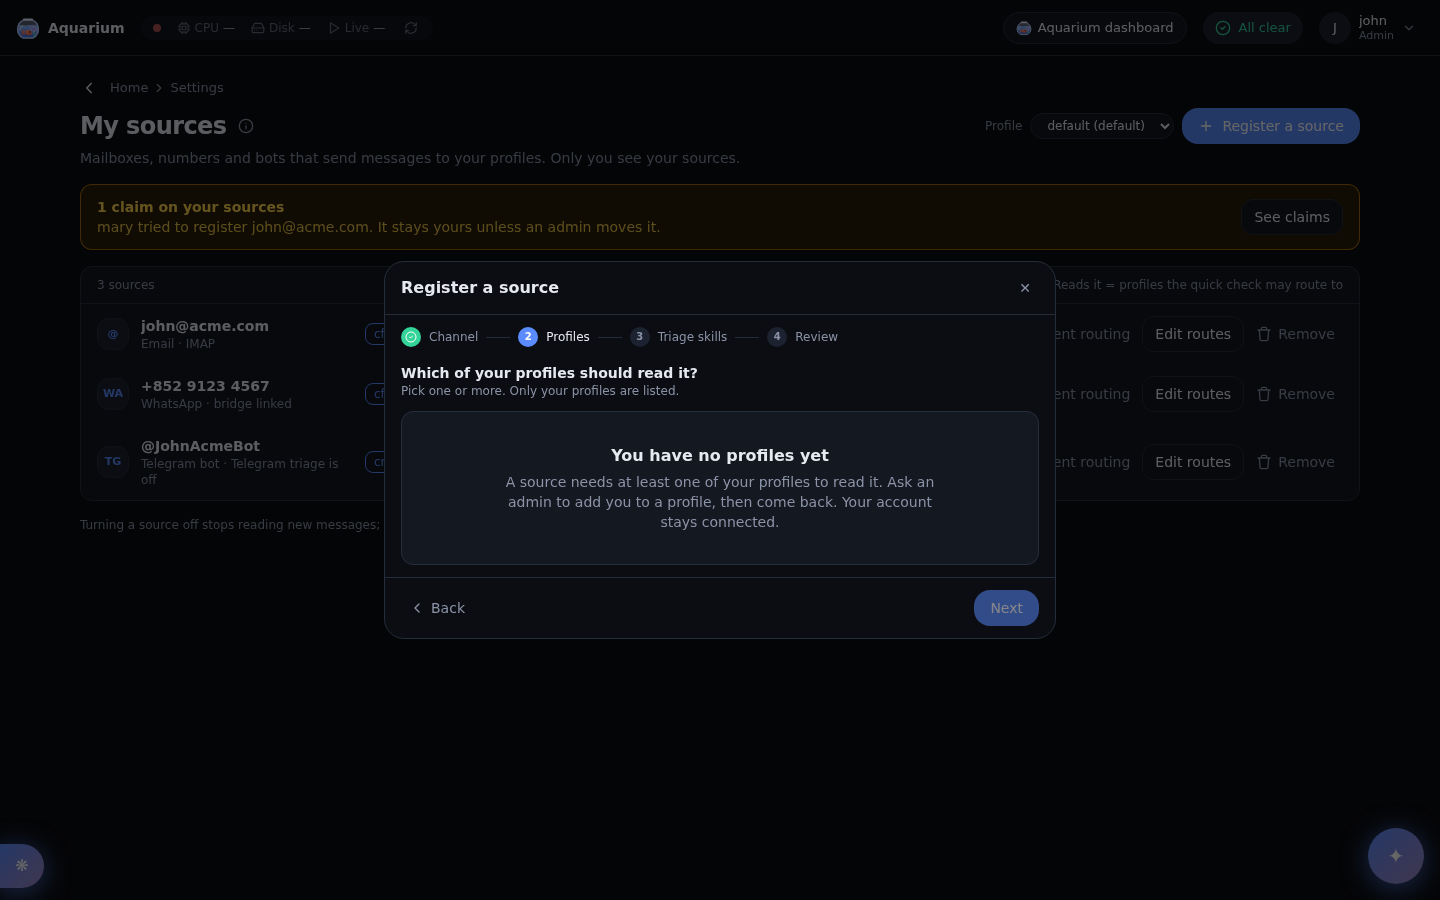 Aquarium
CPU —
Disk —
Live —
Aquarium dashboard
All clear
J
john
Admin
Home
Settings
My sources
Profile
default (default)
Register a source
Mailboxes, numbers and bots that send messages to your profiles. Only you see your sources.
1 claim on your sources
mary tried to register john@acme.com. It stays yours unless an admin moves it.
See claims
3 sources
Reads it = profiles the quick check may route to
@
john@acme.com
Email · IMAP
Edit routes
Remove
WA
+852 9123 4567
WhatsApp · bridge linked
ent routing
Edit routes
Remove
TG
@JohnAcmeBot
Telegram bot · Telegram triage is
off
ent routing
Edit routes
Remove
Turning a source off stops reading new messages;
Register a source
Channel
2
Profiles
3
Triage skills
4
Review
Which of your profiles should read it?
Pick one or more. Only your profiles are listed.
You have no profiles yet
A source needs at least one of your profiles to read it. Ask an
admin to add you to a profile, then come back. Your account
stays connected.
Back
Next